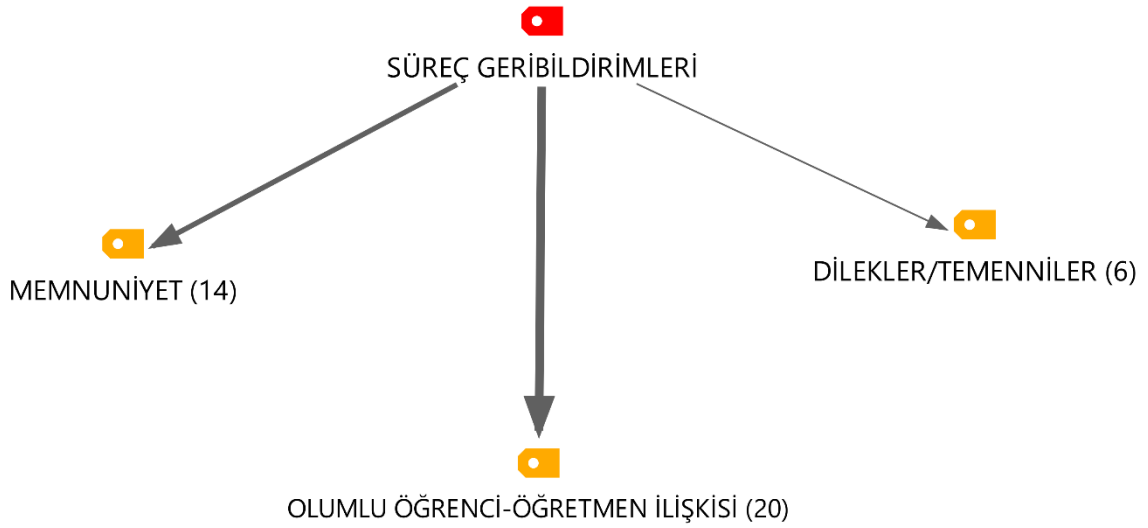 SÜREÇ GERİBİLDİRİMLERİ
MEMNUNİYET (14)
DİLEKLER/TEMENNİLER (6)
OLUMLU ÖĞRENCİ-ÖĞRETMEN İLİŞKİSİ (20)